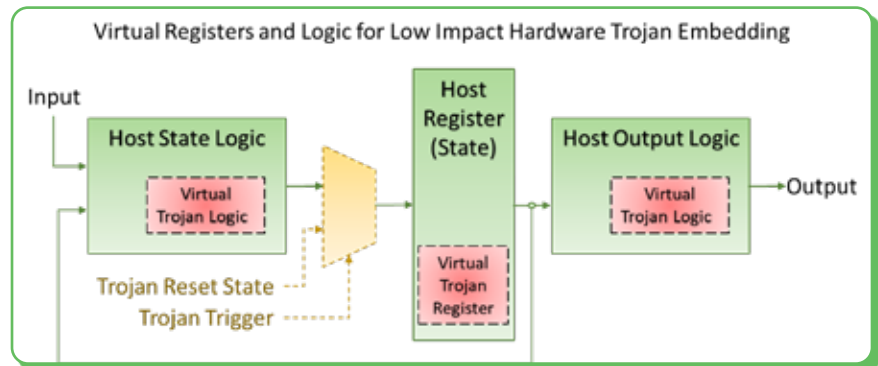 Virtual Registers and Logic for Low Impact Hardware Trojan Embedding
Input
Host State Logic
Virtual
Trojan Logic
Trojan Reset State
Trojan Trigger
Host
Register
(State)
Virtual
Trojan
Register
Host Output Logic
Virtual
Trojan Logic
Output